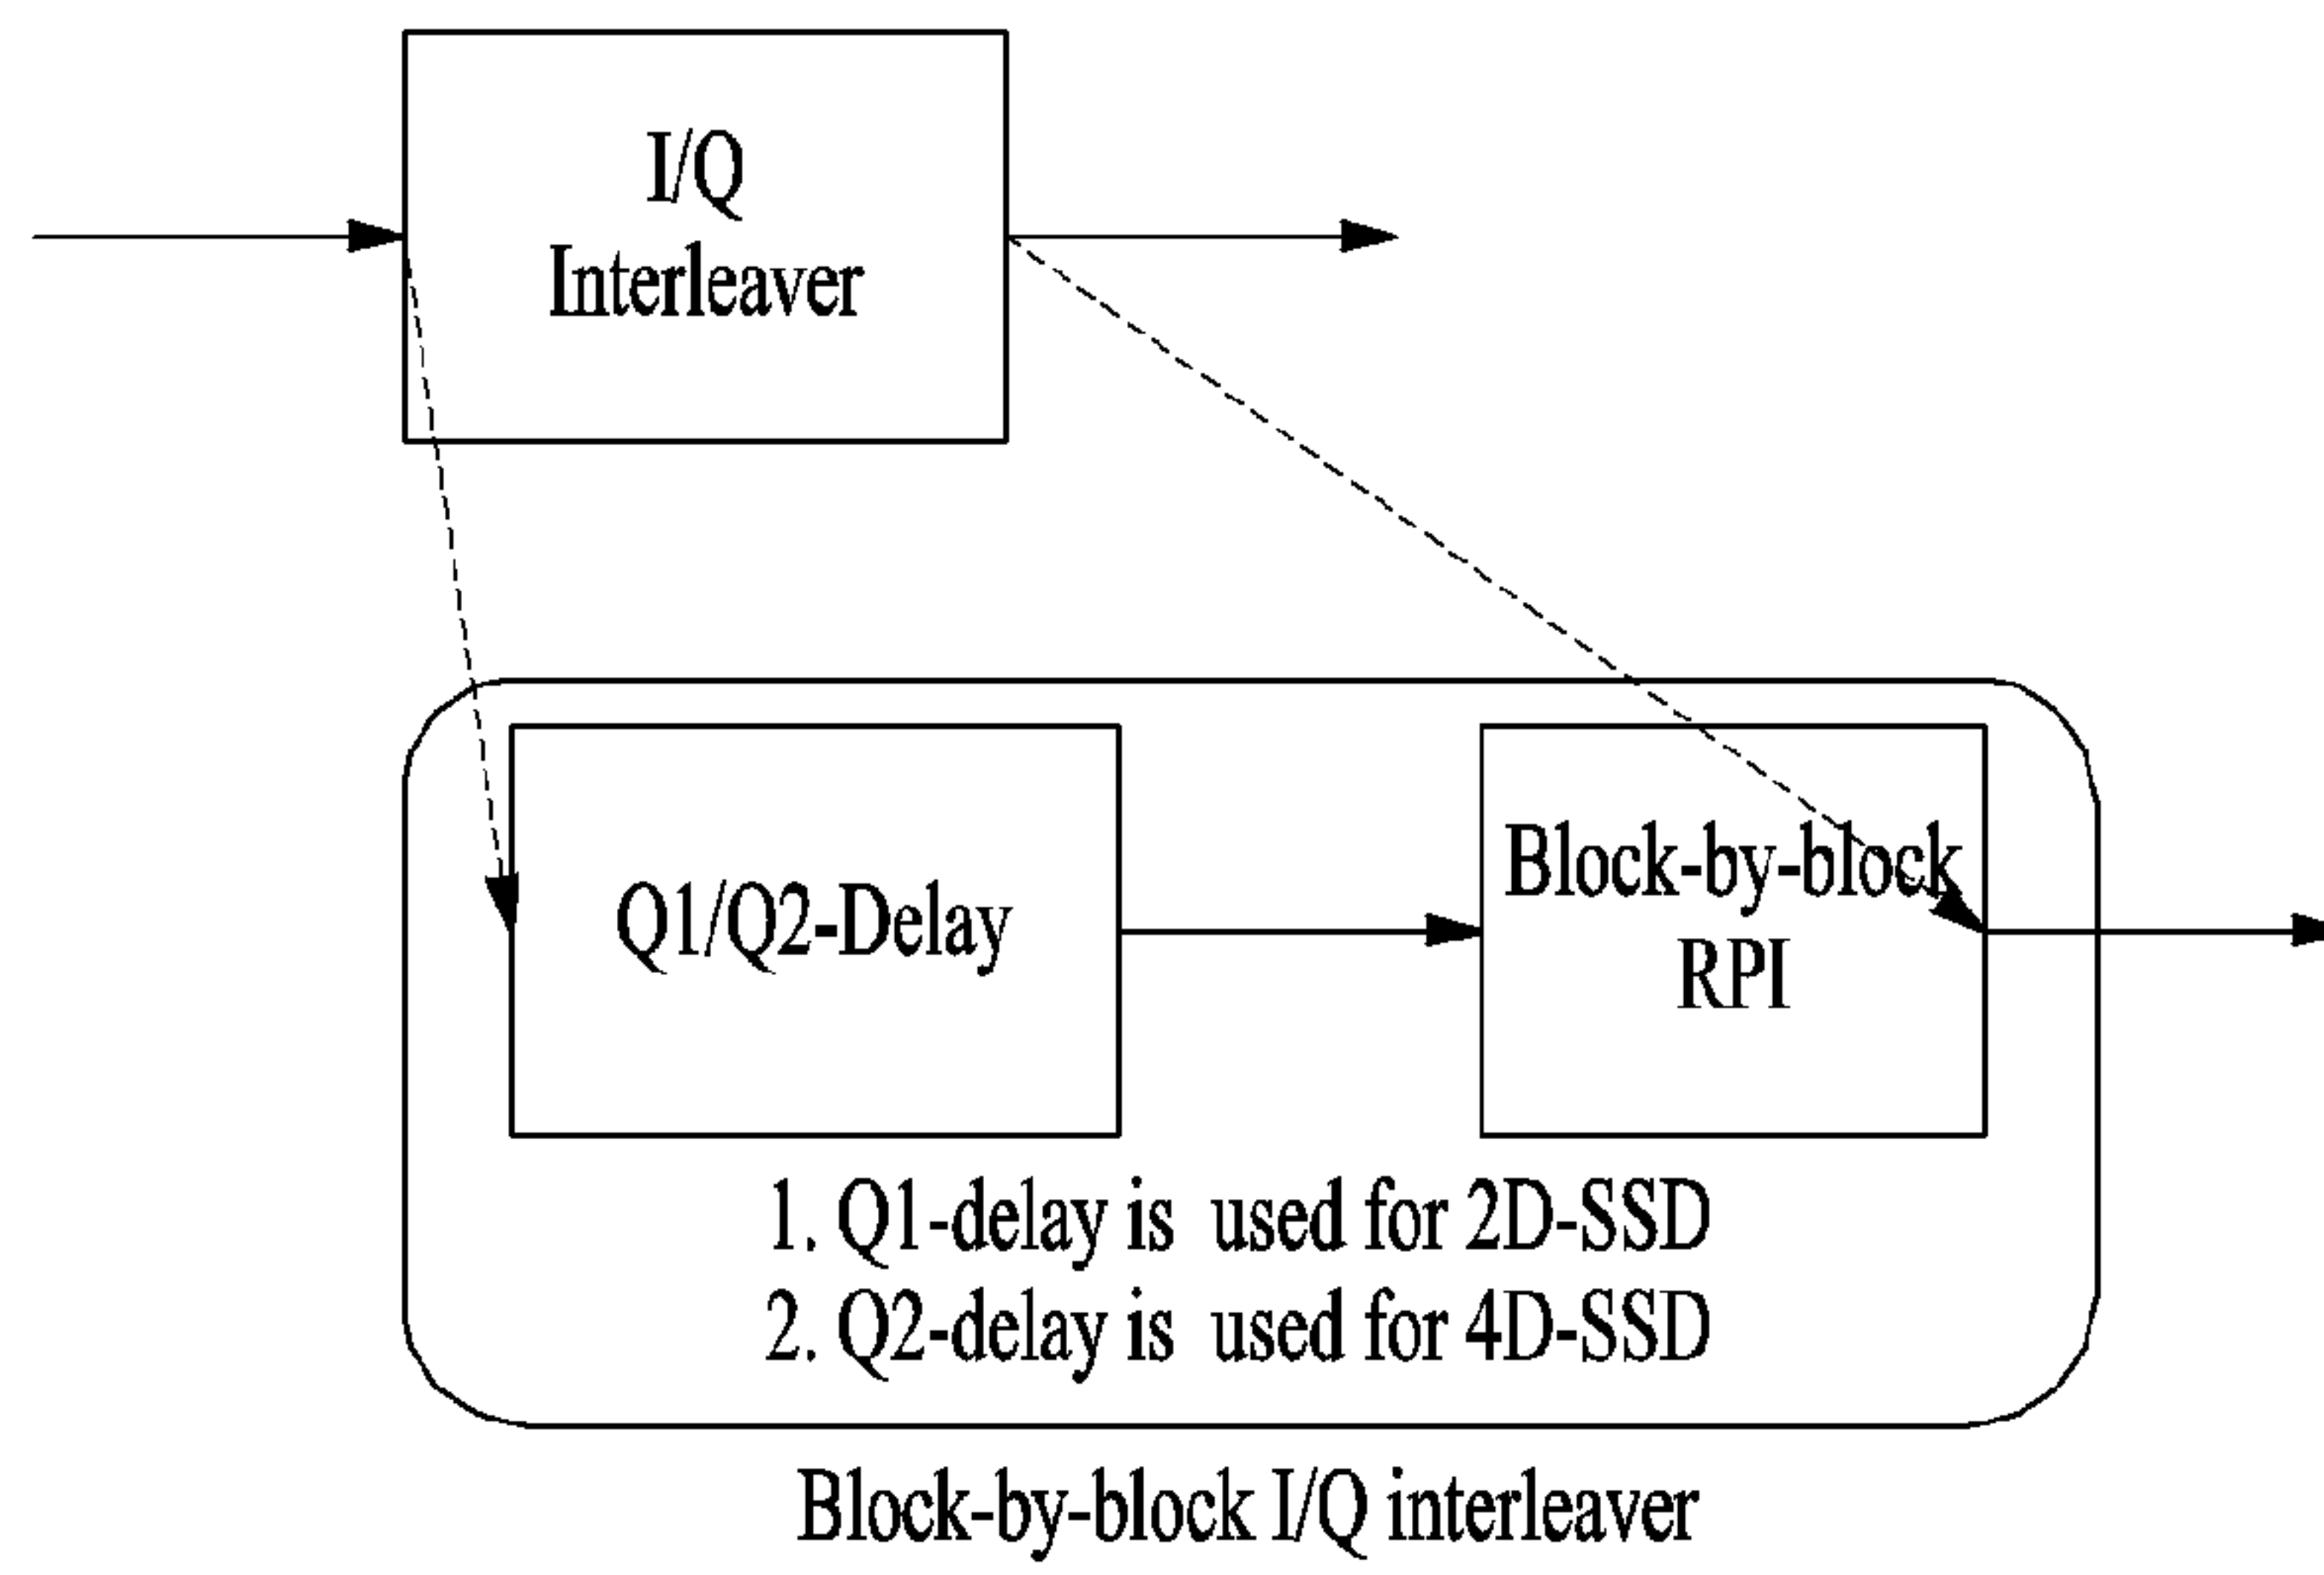 I/Q
Interleaver
Q1/Q2-Delay
Block-by-block
RPI
1. Q1-delay is used for 2D-SSD
2. Q2-delay is used for 4D-SSD
Block-by-block I/Q interleaver